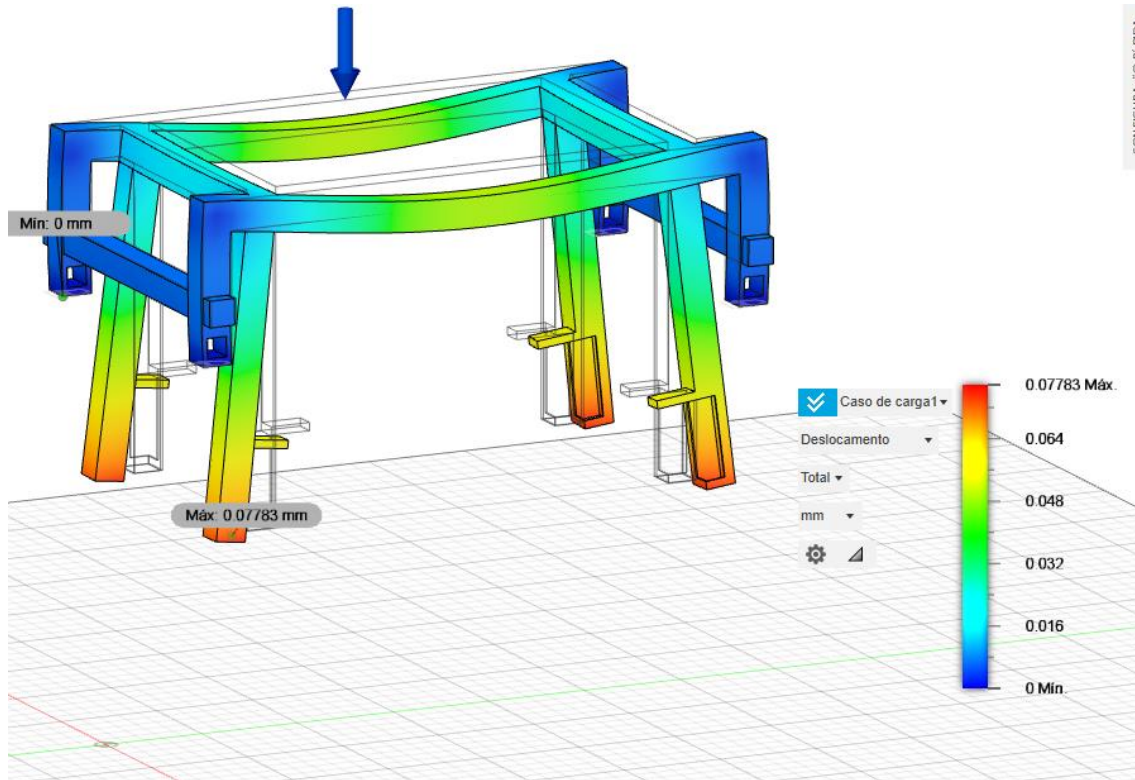 Mín: 0 mm
Máx: 0.07783 mm
Caso de carga1
Deslocamento
Total
mm
0.07783 Máx.
0.064
0.048
0.032
0.016
0 Mín.